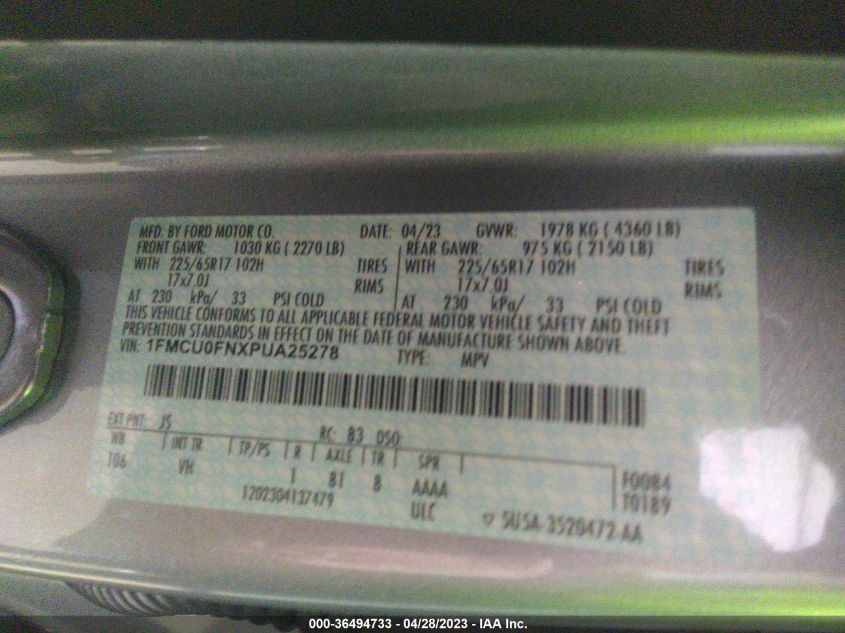 MFD. BY FORD MOTOR CO. DATE: 04/23 GVWR: 1978 KG ( 4360 LB)
FRONT GAWR: 1030 KG ( 2270 LB) REAR GAWR: 975 KG ( 2150 LB)
WITH 225/65R17 102H TIRES WITH 225/65R17 102H TIRES
17x7.0J RIMS 17x7.0J RIMS
AT 230 kPa/ 33 PSI COLD AT 230 kPa/ 33 PSI COLD
THIS VEHICLE CONFORMS TO ALL APPLICABLE FEDERAL MOTOR VEHICLE SAFETY AND THEFT
PREVENTION STANDARDS IN EFFECT ON THE DATE OF MANUFACTURE SHOWN ABOVE.
VIN: 1FMCU0FNXPUA25278 TYPE: MPV
EXT PNT: JS RC: 83 DSO:
WB INT TR TP/PS R AXLE TR SPR
T06 VH 1 81 8 AAAA F0084
1202304137479 ULC T0189
5U5A-3520472-AA
000-36494733 - 04/28/2023 - IAA Inc.